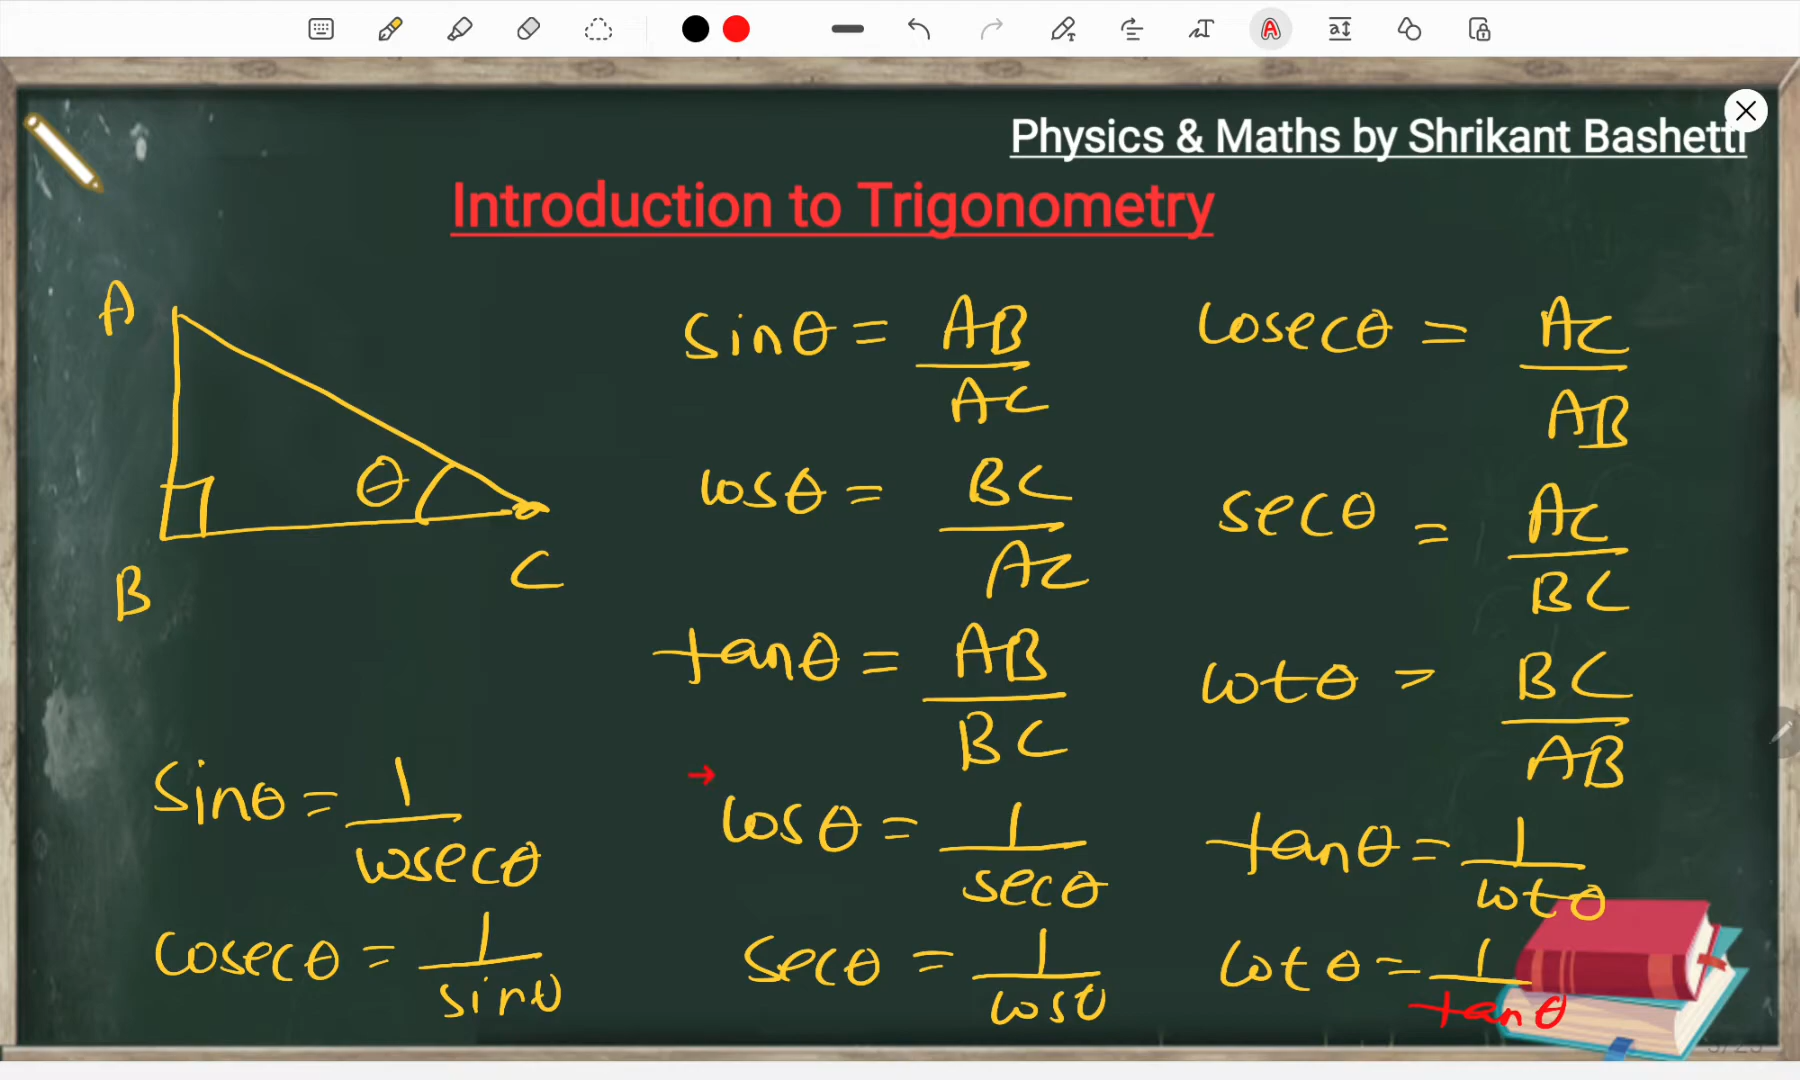 Physics & Maths by Shrikant Bashetti
Introduction to Trigonometry
A
B
C
θ
sinθ = AB/AC
cosecθ = AC/AB
cosθ = BC/AC
secθ = AC/BC
tanθ = AB/BC
cotθ = BC/AB
→
sinθ = 1/cosecθ
cosθ = 1/secθ
tanθ = 1/cotθ
cosecθ = 1/sinθ
secθ = 1/cosθ
cotθ = 1/tanθ